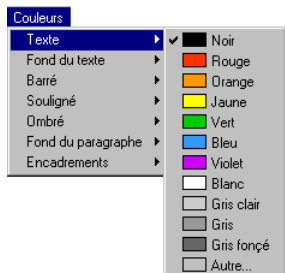 Couleurs
Texte
Fond du texte
Barré
Souligné
Ombré
Fond du paragraphe
Encadrements
Noir
Rouge
Orange
Jaune
Vert
Bleu
Violet
Blanc
Gris clair
Gris
Gris fonçé
Autre...